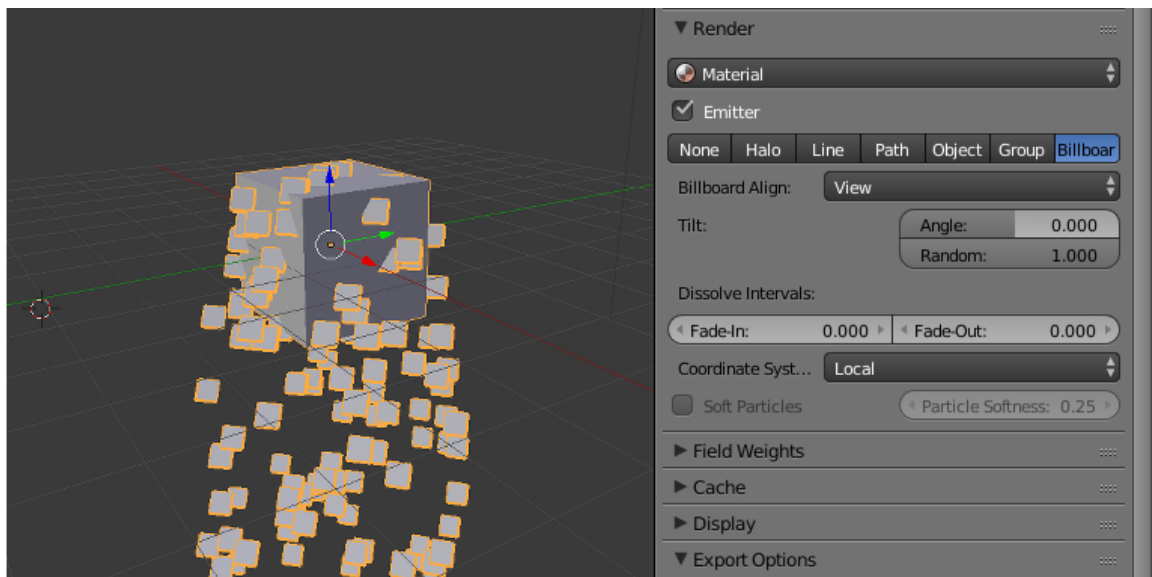 Render
Material
Emitter
None Halo Line Path Object Group Billboar
Billboard Align: View
Tilt: Angle: 0.000
Random: 1.000
Dissolve Intervals:
Fade-In: 0.000 Fade-Out: 0.000
Coordinate Syst... Local
Soft Particles Particle Softness: 0.25
Field Weights
Cache
Display
Export Options